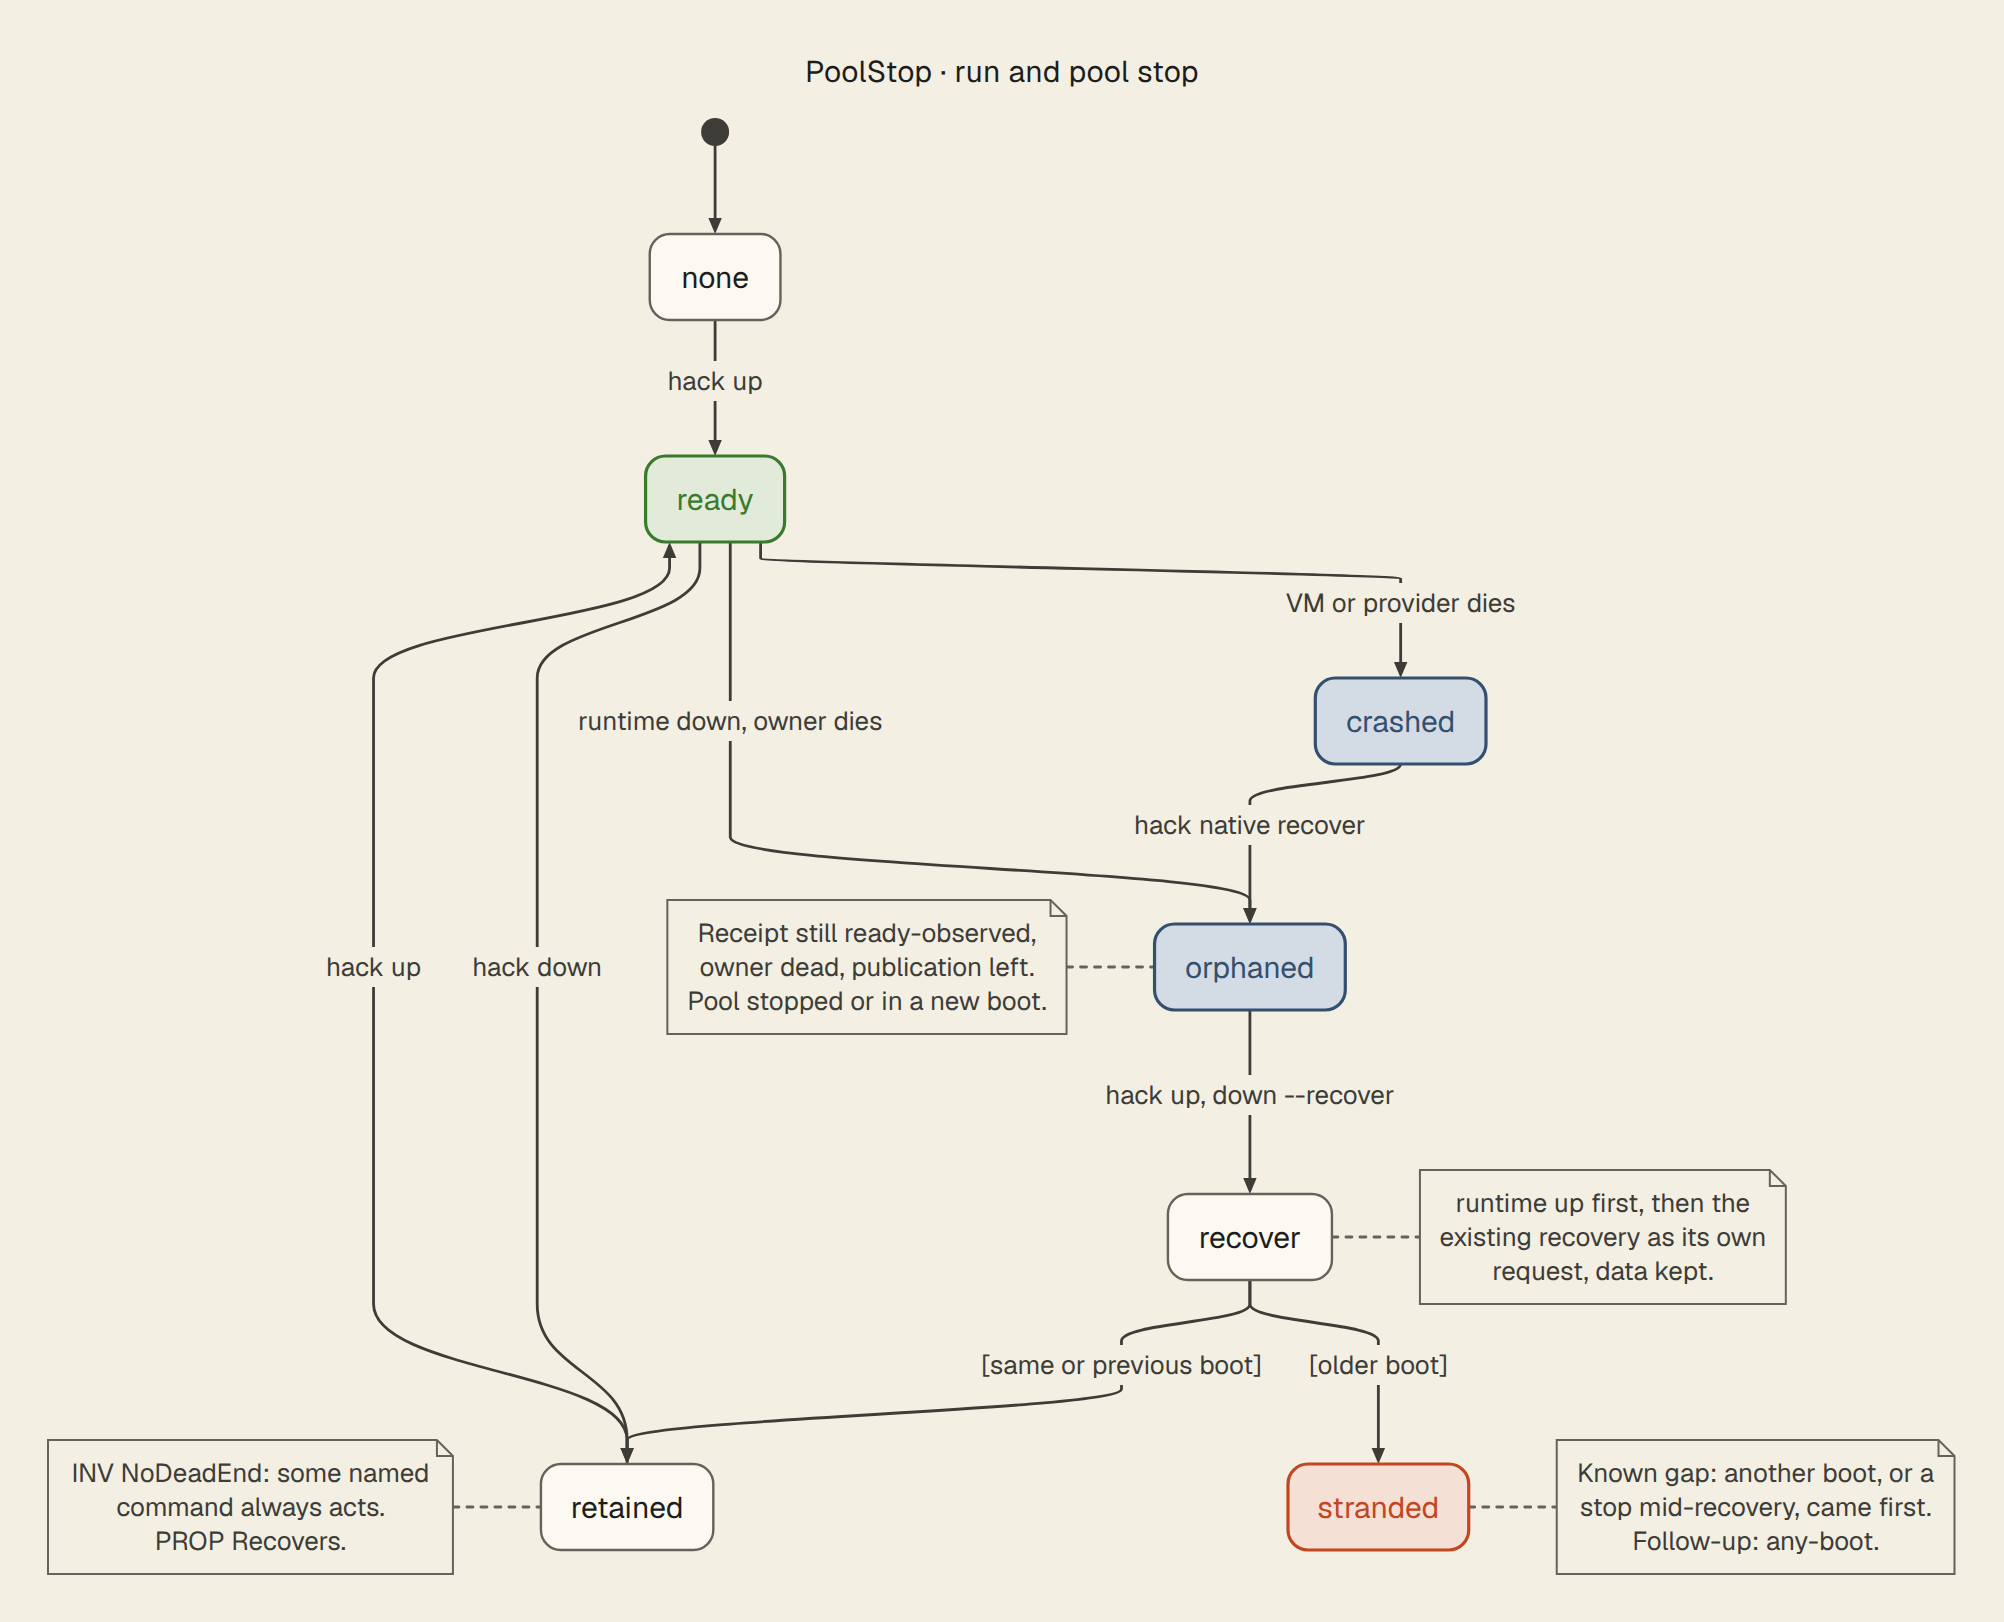 PoolStop · run and pool stop
none
hack up
ready
VM or provider dies
runtime down, owner dies
crashed
hack native recover
Receipt still ready-observed,
owner dead, publication left.
Pool stopped or in a new boot.
orphaned
hack up
hack down
hack up, down --recover
recover
runtime up first, then the
existing recovery as its own
request, data kept.
[same or previous boot]
[older boot]
INV NoDeadEnd: some named
command always acts.
PROP Recovers.
retained
stranded
Known gap: another boot, or a
stop mid-recovery, came first.
Follow-up: any-boot.